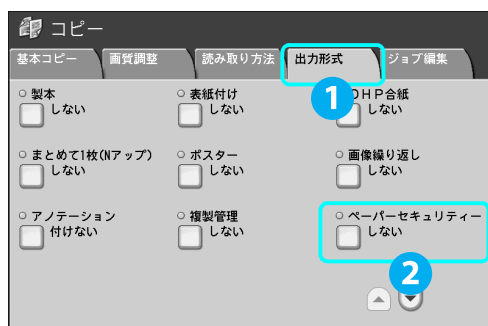 コピー
基本コピー 画質調整 読み取り方法 出力形式 ジョブ編集
製本 表紙付け OHP合紙
しない しない しない
まとめて1枚(Nアップ) ポスター 画像繰り返し
しない しない しない
アノテーション 複製管理 ペーパーセキュリティー
付けない しない しない
1
2